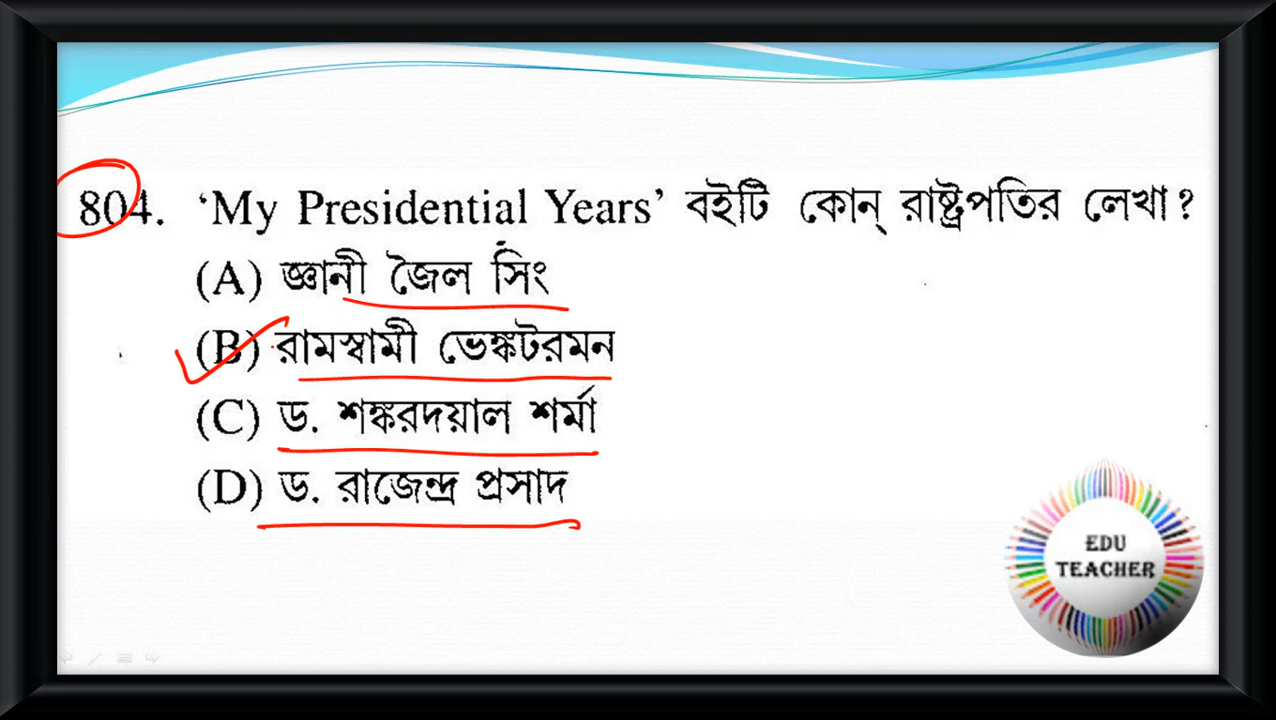 804. ‘My Presidential Years’ বইটি কোন্ রাষ্ট্রপতির লেখা?
(A) জ্ঞানী জৈল সিং
(B) রামস্বামী ভেঙ্কটরমন
(C) ড. শঙ্করদয়াল শর্মা
(D) ড. রাজেন্দ্র প্রসাদ
EDU
TEACHER